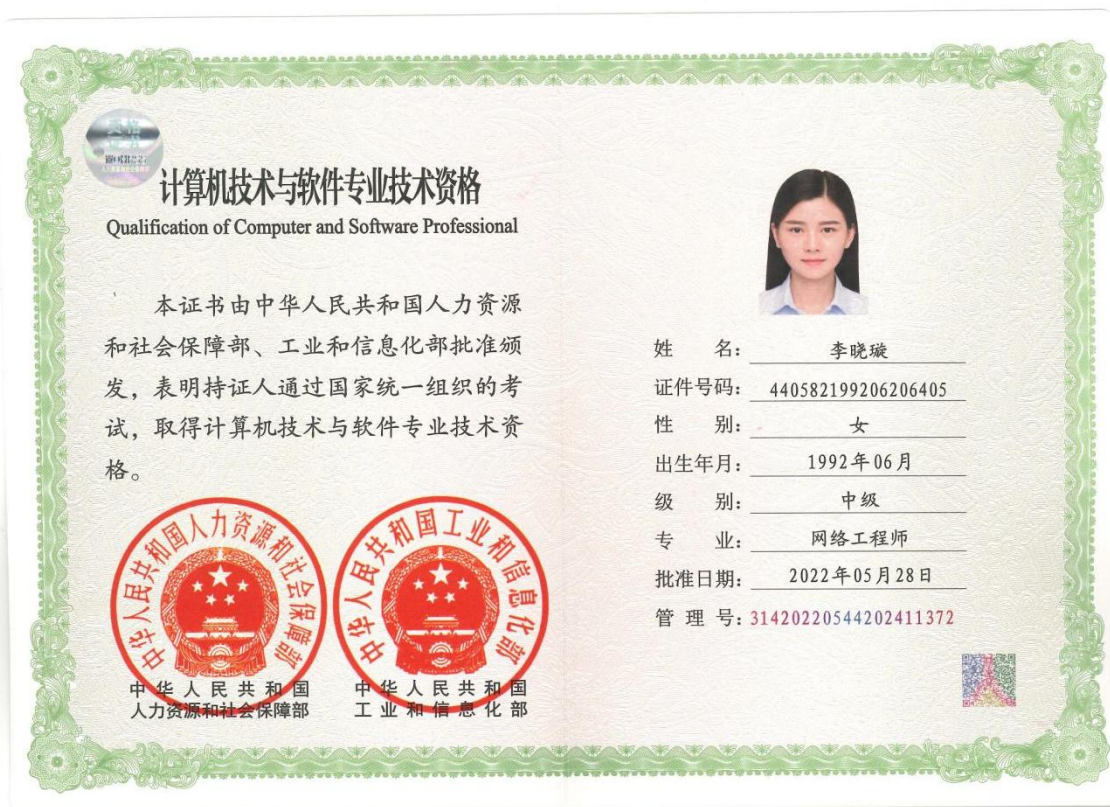 资格
证书
计算机技术与软件专业技术资格
Qualification of Computer and Software Professional
本证书由中华人民共和国人力资源
和社会保障部、工业和信息化部批准颁
发，表明持证人通过国家统一组织的考
试，取得计算机技术与软件专业技术资
格。
中华人民共和国人力资源和社会保障部
中华人民共和国工业和信息化部
中华人民共和国
人力资源和社会保障部
中华人民共和国
工业和信息化部
姓 名： 李晓璇
证件号码： 440582199206206405
性 别： 女
出生年月： 1992年06月
级 别： 中级
专 业： 网络工程师
批准日期： 2022年05月28日
管 理 号：31420220544202411372